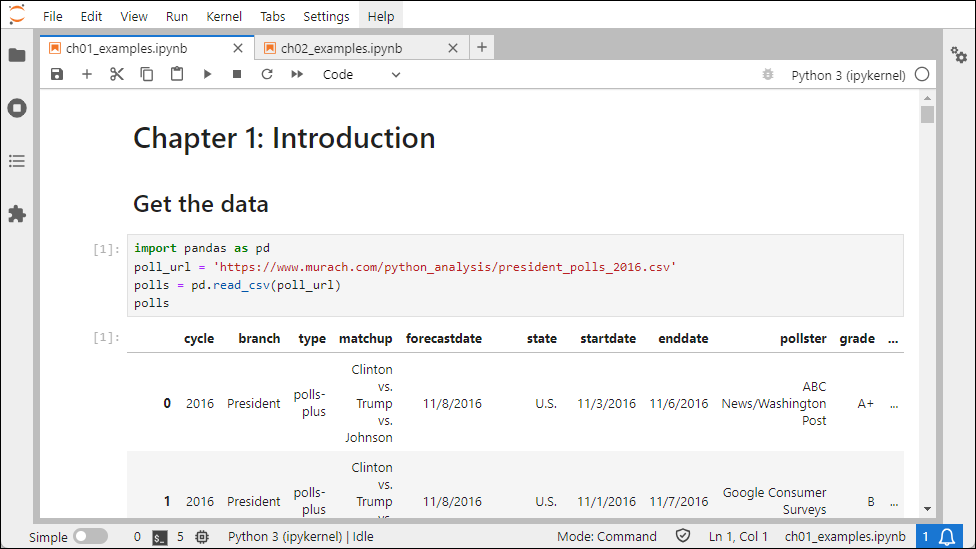 File Edit View Run Kernel Tabs Settings Help
ch01_examples.ipynb ch02_examples.ipynb
Code Python 3 (ipykernel)
Chapter 1: Introduction
Get the data
[1]: import pandas as pd
poll_url = 'https://www.murach.com/python_analysis/president_polls_2016.csv'
polls = pd.read_csv(poll_url)
polls
[1]: cycle branch type matchup forecastdate state startdate enddate pollster grade ...
0 2016 President polls-plus Clinton vs. Trump vs. Johnson 11/8/2016 U.S. 11/3/2016 11/6/2016 ABC News/Washington Post A+ ...
1 2016 President polls-plus Clinton vs. Trump vs. 11/8/2016 U.S. 11/1/2016 11/7/2016 Google Consumer Surveys B ...
Simple 0 $_ 5 Python 3 (ipykernel) | Idle Mode: Command Ln 1, Col 1 ch01_examples.ipynb 1